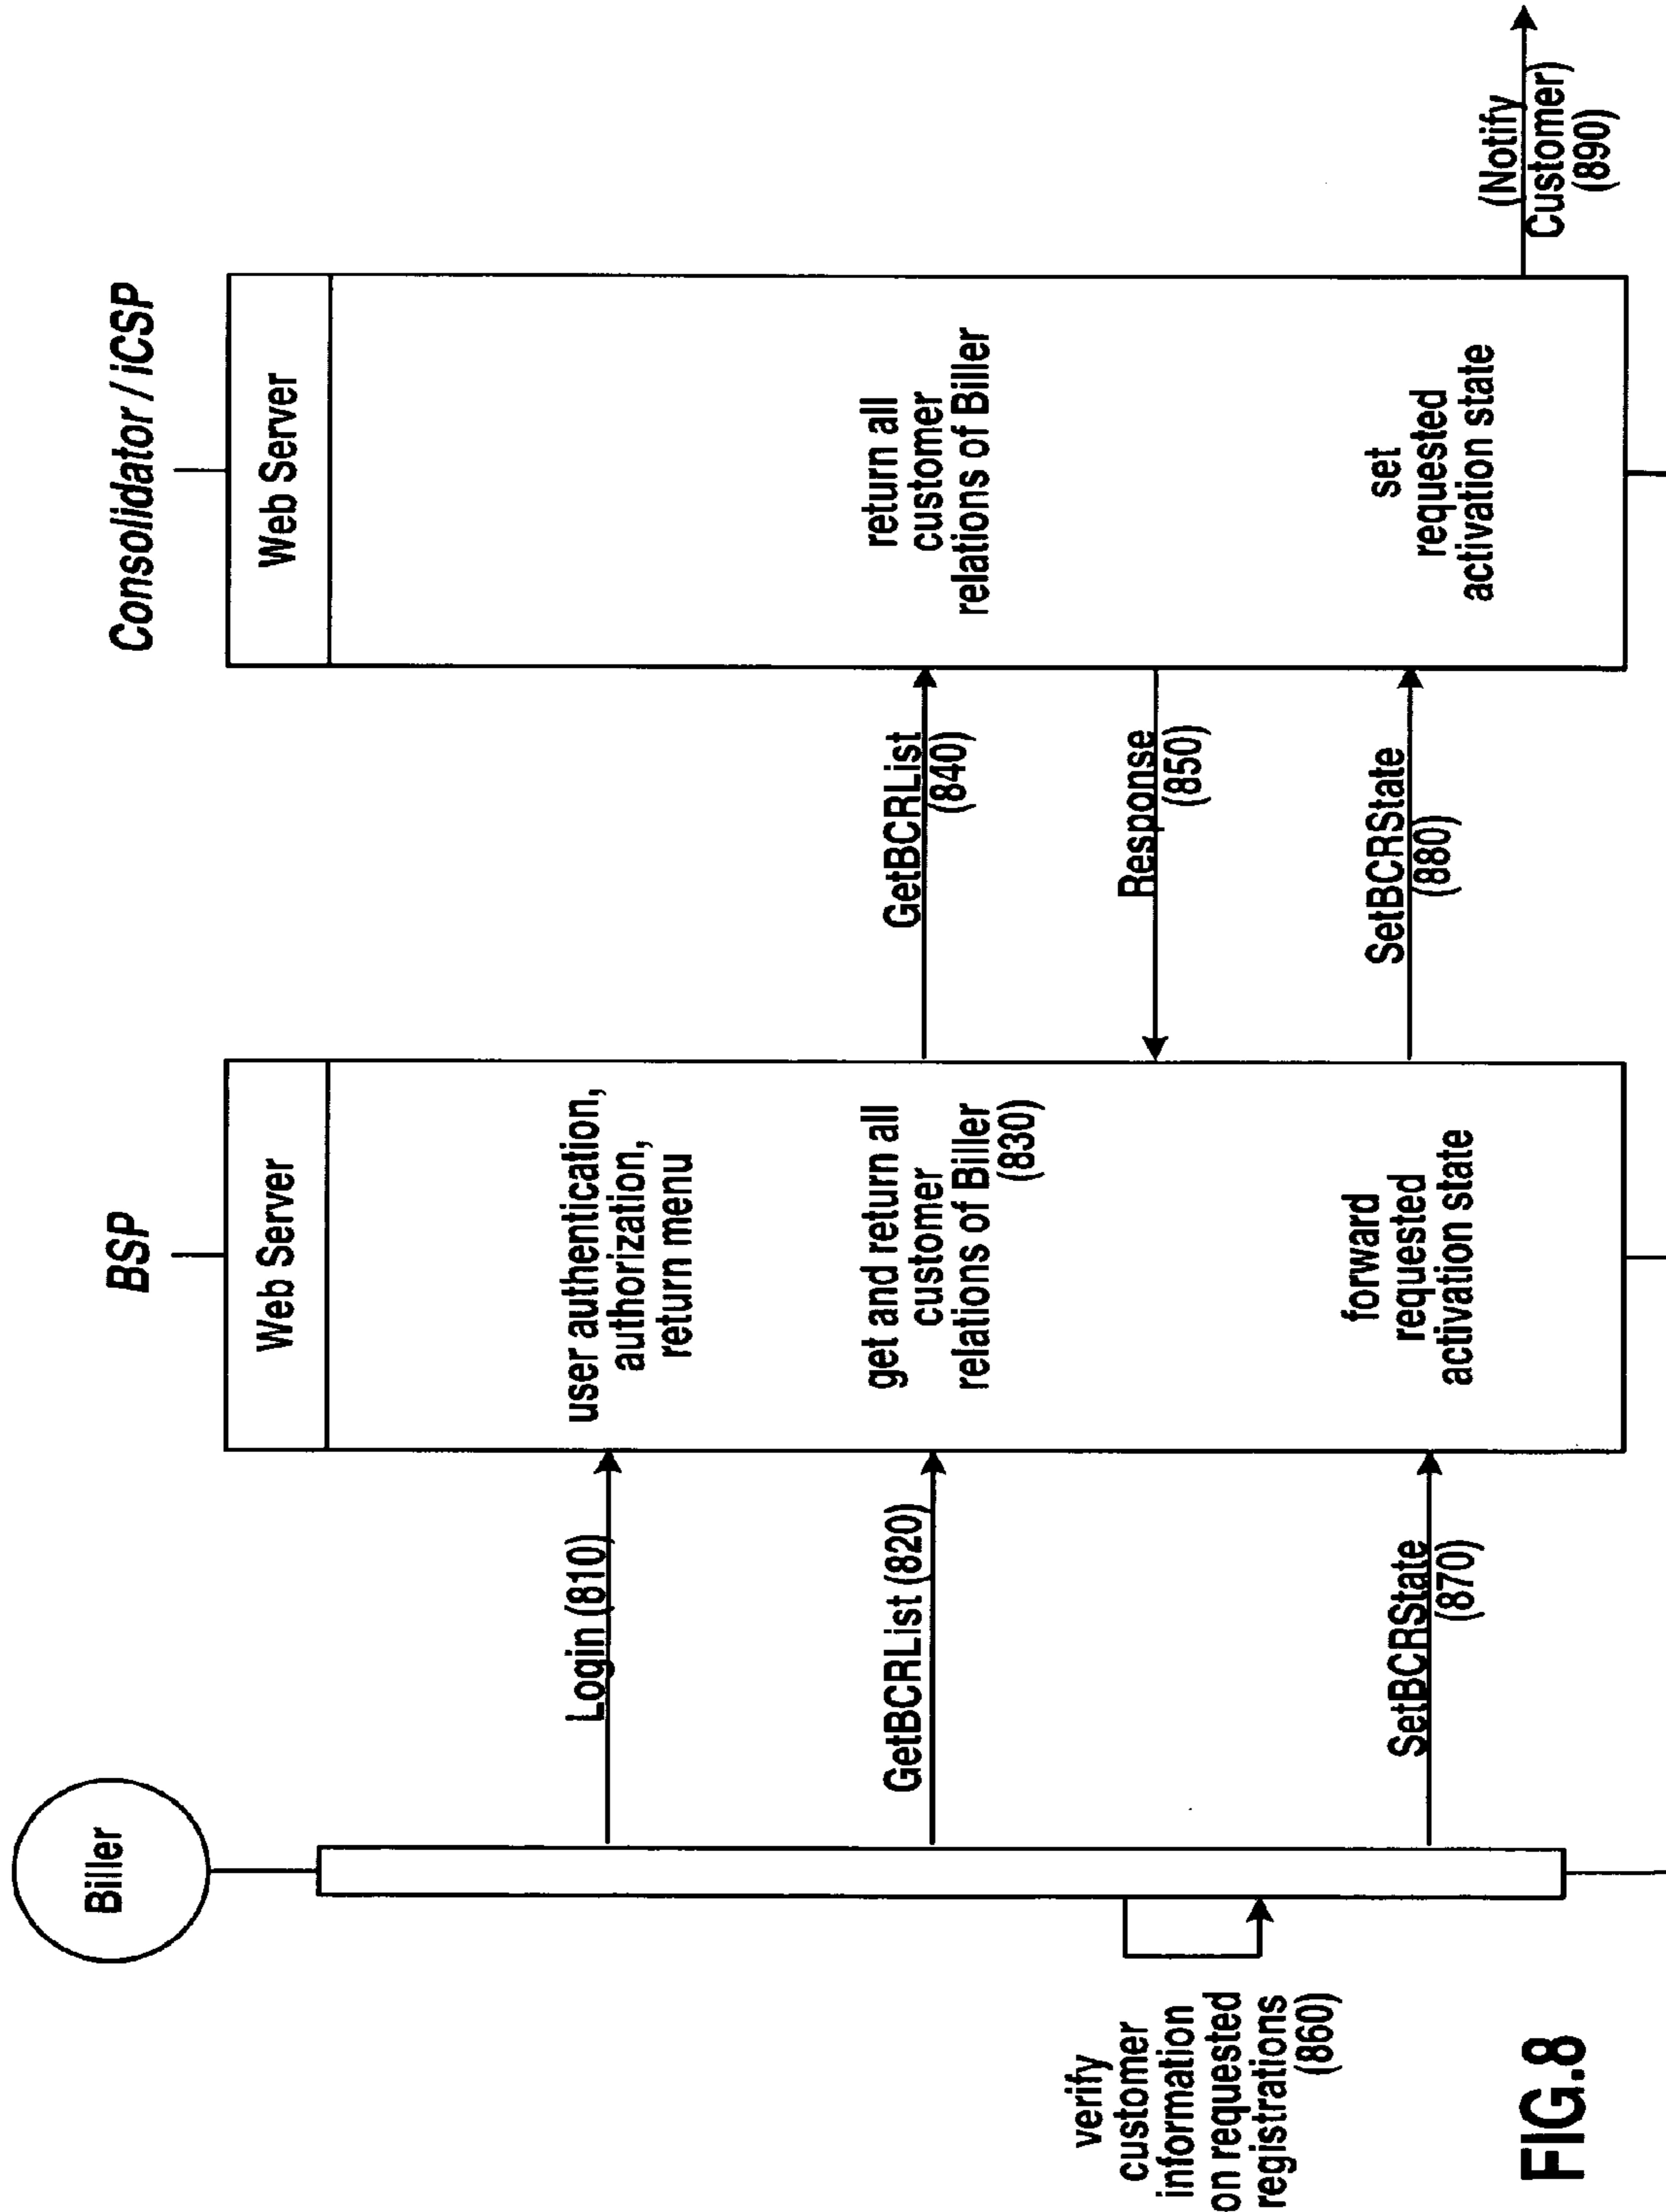 Biller
BSP
Consolidator / iCSP
Web Server
Web Server
Login (810)
user authentication,
authorization,
return menu
GetBCRList (820)
get and return all
customer
relations of Biller
(830)
GetBCRList
(840)
return all
customer
relations of Biller
Response
(850)
verify
customer
information
on requested
registrations
(860)
SetBCRState
(870)
forward
requested
activation state
SetBCRState
(880)
set
requested
activation state
(Notify
Customer)
(890)
FIG.8